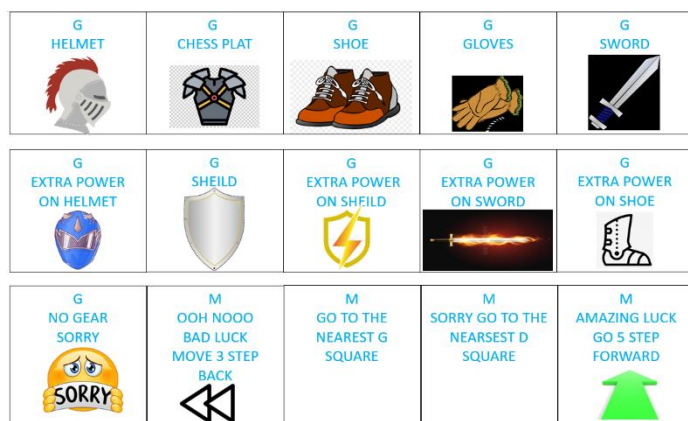 G
HELMET
G
CHESS PLAT
G
SHOE
G
GLOVES
G
SWORD
G
EXTRA POWER
ON HELMET
G
SHEILD
G
EXTRA POWER
ON SHEILD
G
EXTRA POWER
ON SWORD
G
EXTRA POWER
ON SHOE
G
NO GEAR
SORRY
SORRY
M
OOH NOOO
BAD LUCK
MOVE 3 STEP
BACK
M
GO TO THE
NEAREST G
SQUARE
M
SORRY GO TO THE
NEARSEST D
SQUARE
M
AMAZING LUCK
GO 5 STEP
FORWARD